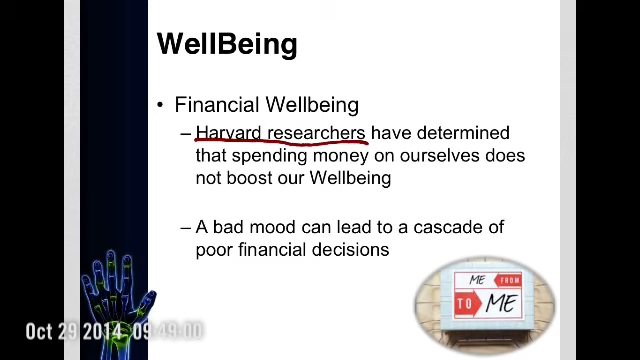 WellBeing
• Financial Wellbeing
– Harvard researchers have determined
that spending money on ourselves does
not boost our Wellbeing
– A bad mood can lead to a cascade of
poor financial decisions
ME FROM
TO ME
Oct 29 2014 09:49:00